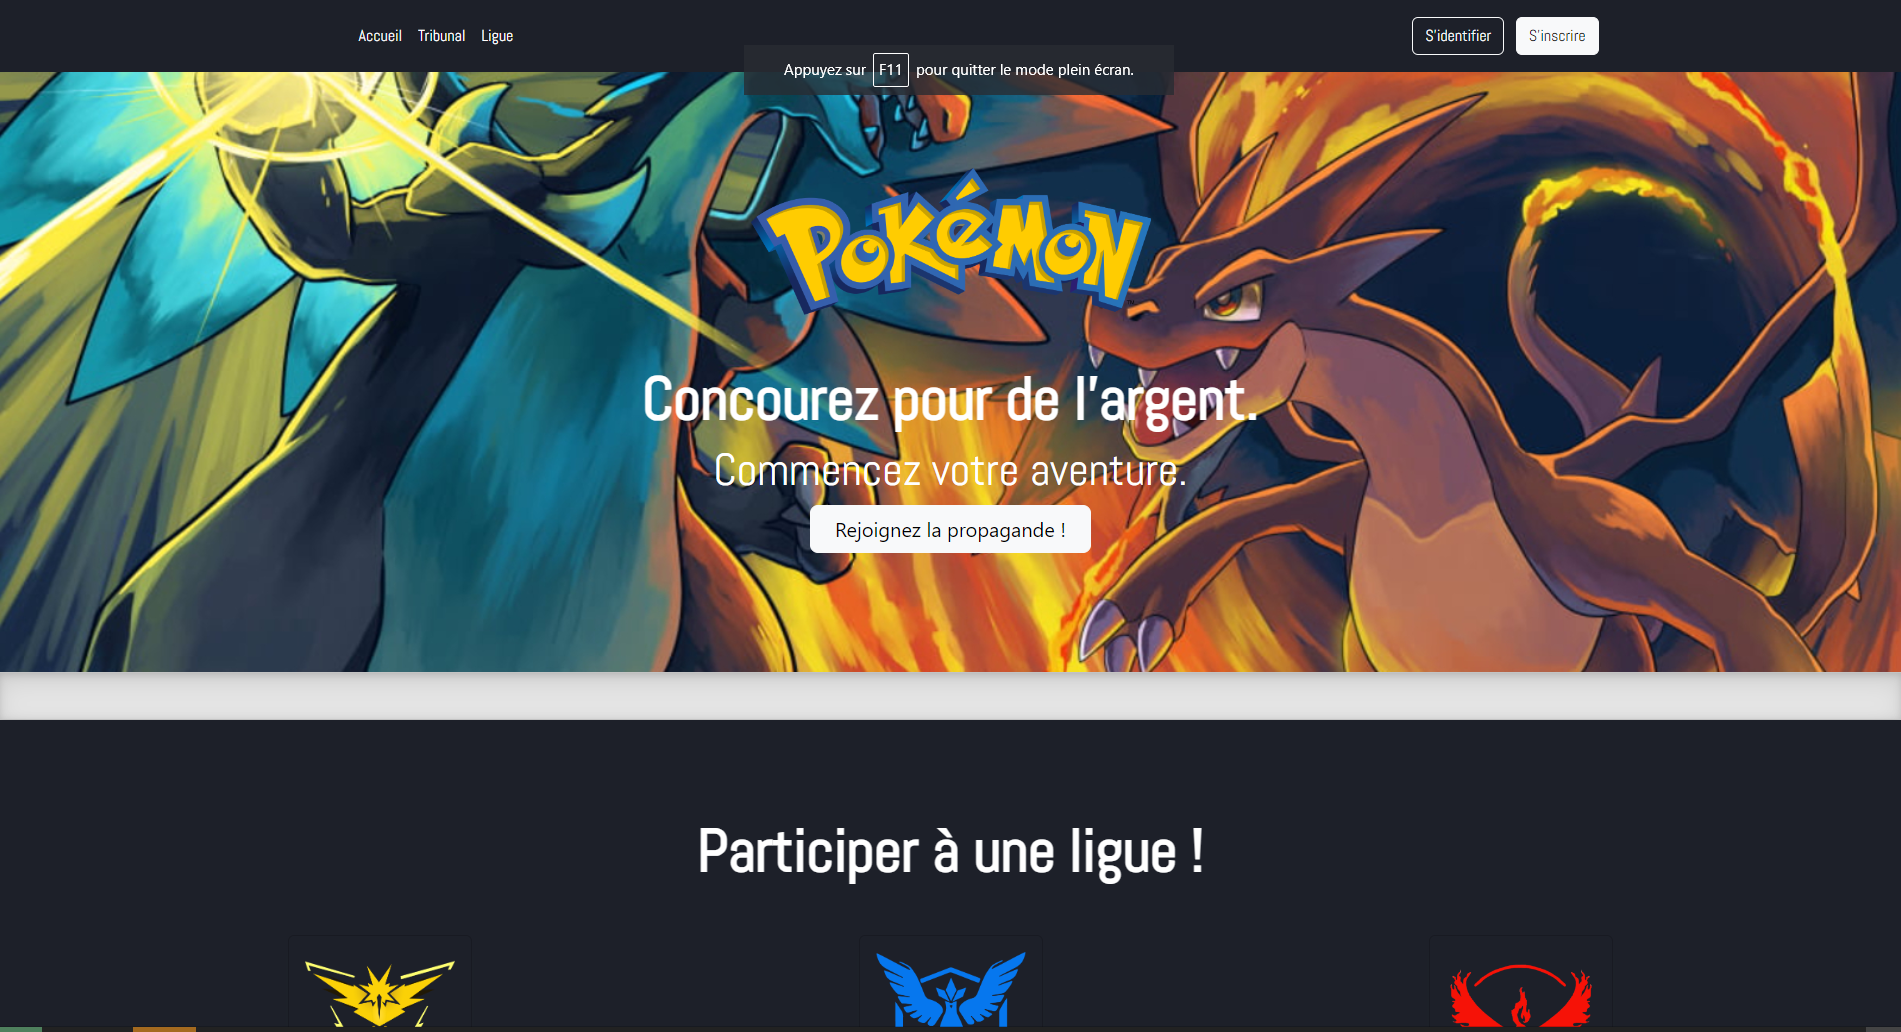 Accueil Tribunal Ligue S'identifier S'inscrire
Appuyez sur F11 pour quitter le mode plein écran.
POKéMON
Concourez pour de l'argent.
Commencez votre aventure.
Rejoignez la propagande !
Participer à une ligue !